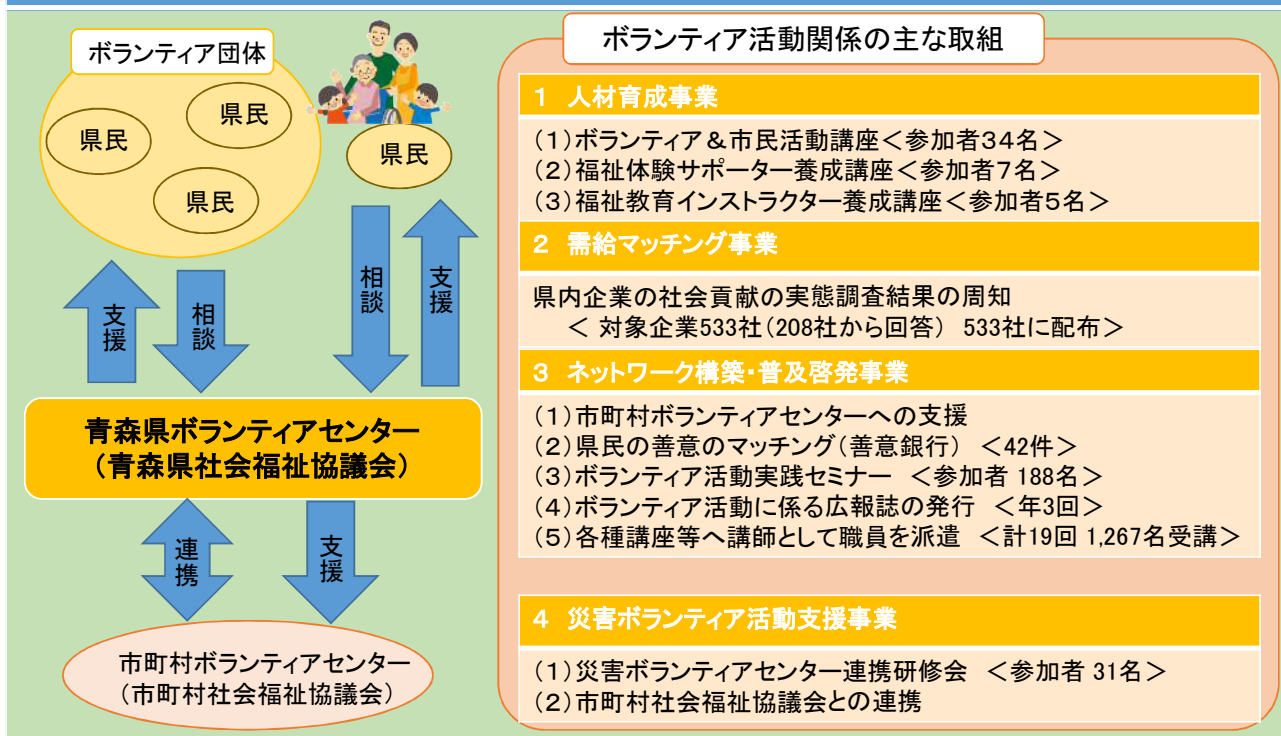 ボランティア団体
県民
県民
県民
県民
支援
相談
相談
支援
青森県ボランティアセンター
（青森県社会福祉協議会）
連携
支援
市町村ボランティアセンター
（市町村社会福祉協議会）
ボランティア活動関係の主な取組
１ 人材育成事業
（１）ボランティア＆市民活動講座＜参加者３４名＞
（２）福祉体験サポーター養成講座＜参加者７名＞
（３）福祉教育インストラクター養成講座＜参加者５名＞
２ 需給マッチング事業
県内企業の社会貢献の実態調査結果の周知
＜ 対象企業533社（208社から回答） 533社に配布＞
３ ネットワーク構築・普及啓発事業
（１）市町村ボランティアセンターへの支援
（２）県民の善意のマッチング（善意銀行） ＜42件＞
（３）ボランティア活動実践セミナー ＜参加者 188名＞
（４）ボランティア活動に係る広報誌の発行 ＜年3回＞
（５）各種講座等へ講師として職員を派遣 ＜計19回 1,267名受講＞
４ 災害ボランティア活動支援事業
（１）災害ボランティアセンター連携研修会 ＜参加者 31名＞
（２）市町村社会福祉協議会との連携